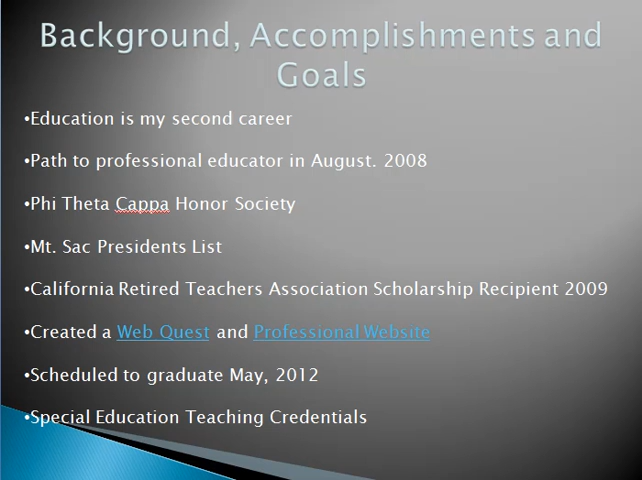 Background, Accomplishments and
Goals
•Education is my second career
•Path to professional educator in August. 2008
•Phi Theta Cappa Honor Society
•Mt. Sac Presidents List
•California Retired Teachers Association Scholarship Recipient 2009
•Created a Web Quest and Professional Website
•Scheduled to graduate May, 2012
•Special Education Teaching Credentials